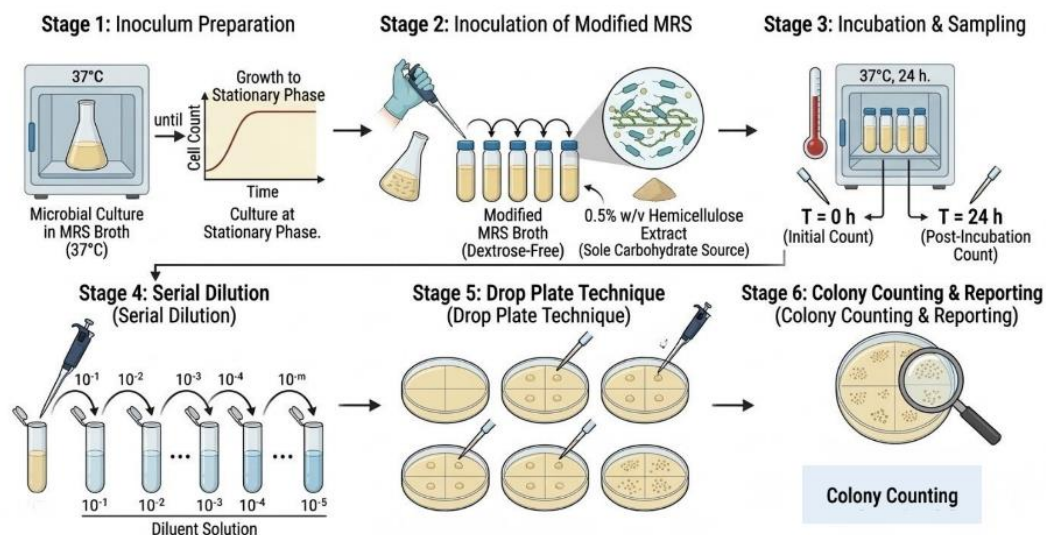 Stage 1: Inoculum Preparation
37°C
until
Growth to
Stationary Phase
Cell Count
Time
Microbial Culture
in MRS Broth
(37°C)
Culture at
Stationary Phase.
Stage 2: Inoculation of Modified MRS
Modified
MRS Broth
(Dextrose-Free)
0.5% w/v Hemicellulose
Extract
(Sole Carbohydrate Source)
Stage 3: Incubation & Sampling
37°C, 24 h.
T = 0 h
(Initial Count)
T = 24 h
(Post-Incubation
Count)
Stage 4: Serial Dilution
(Serial Dilution)
10⁻¹ 10⁻² 10⁻³ 10⁻⁴ 10⁻ᵐ
10⁻¹ 10⁻² 10⁻³ 10⁻⁴ 10⁻⁵
Diluent Solution
Stage 5: Drop Plate Technique
(Drop Plate Technique)
Stage 6: Colony Counting & Reporting
(Colony Counting & Reporting)
Colony Counting